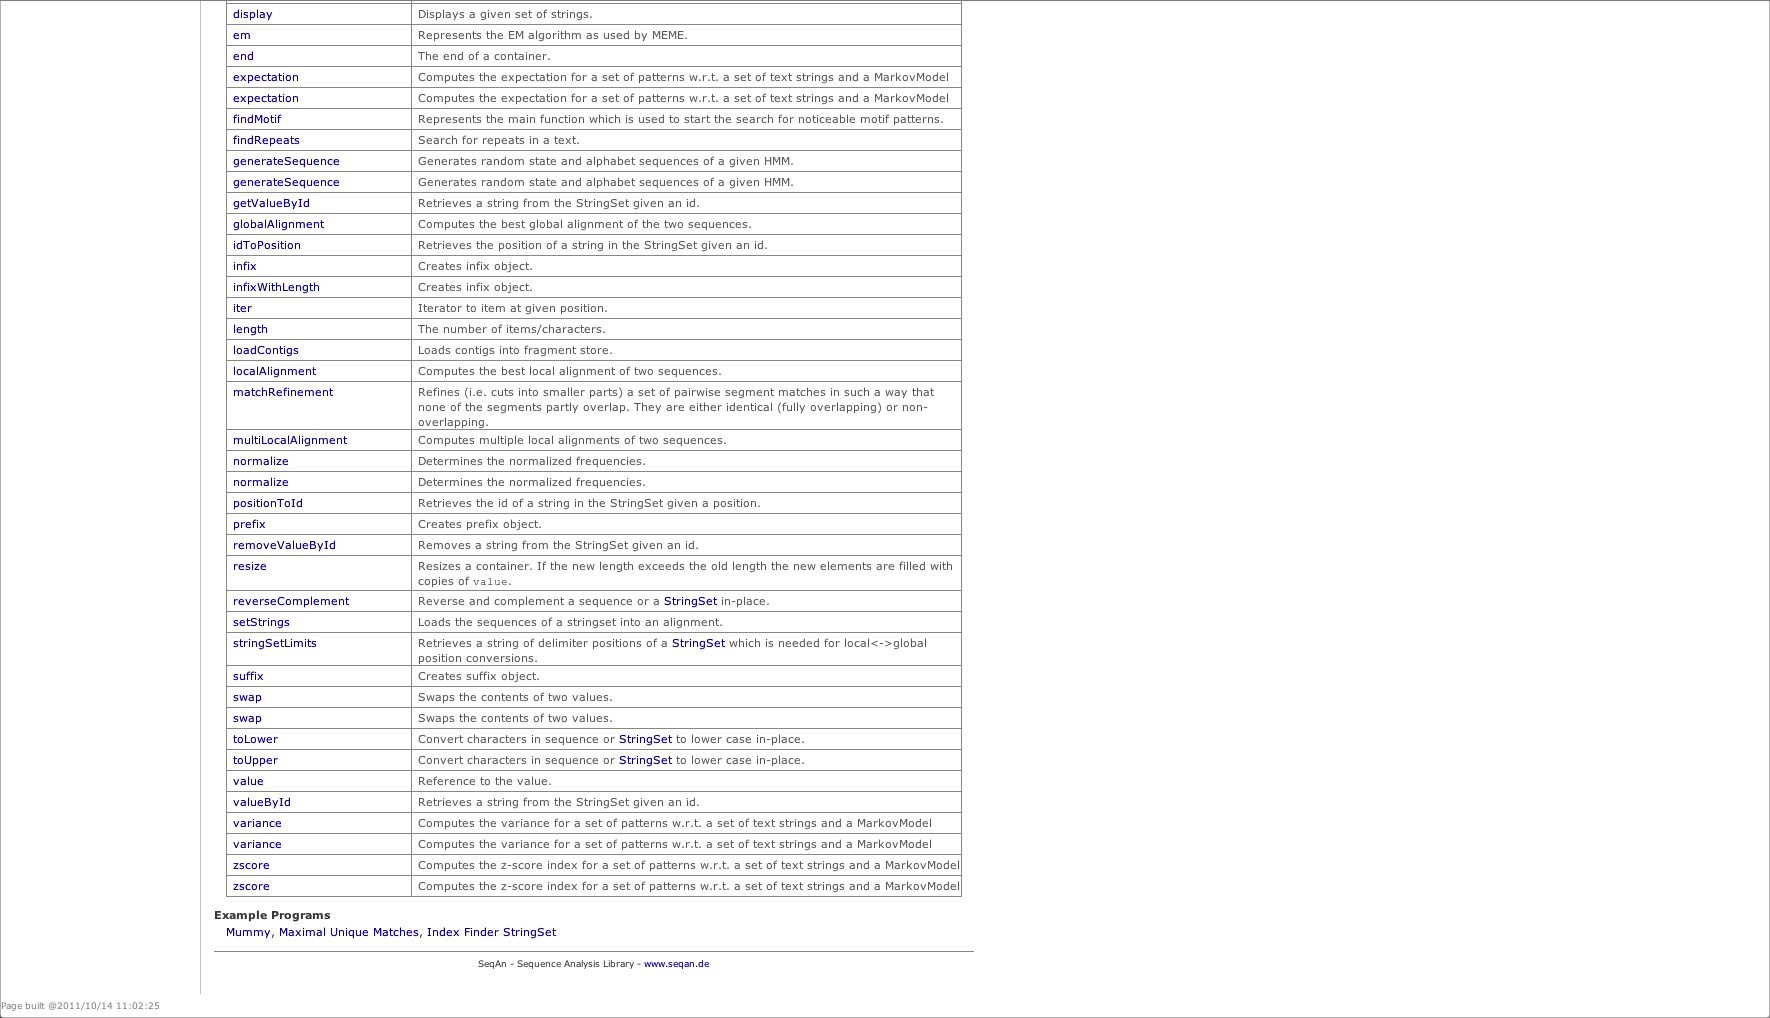 display Displays a given set of strings.
em Represents the EM algorithm as used by MEME.
end The end of a container.
expectation Computes the expectation for a set of patterns w.r.t. a set of text strings and a MarkovModel
expectation Computes the expectation for a set of patterns w.r.t. a set of text strings and a MarkovModel
findMotif Represents the main function which is used to start the search for noticeable motif patterns.
findRepeats Search for repeats in a text.
generateSequence Generates random state and alphabet sequences of a given HMM.
generateSequence Generates random state and alphabet sequences of a given HMM.
getValueById Retrieves a string from the StringSet given an id.
globalAlignment Computes the best global alignment of the two sequences.
idToPosition Retrieves the position of a string in the StringSet given an id.
infix Creates infix object.
infixWithLength Creates infix object.
iter Iterator to item at given position.
length The number of items/characters.
loadContigs Loads contigs into fragment store.
localAlignment Computes the best local alignment of two sequences.
matchRefinement Refines (i.e. cuts into smaller parts) a set of pairwise segment matches in such a way that
none of the segments partly overlap. They are either identical (fully overlapping) or non-
overlapping.
multiLocalAlignment Computes multiple local alignments of two sequences.
normalize Determines the normalized frequencies.
normalize Determines the normalized frequencies.
positionToId Retrieves the id of a string in the StringSet given a position.
prefix Creates prefix object.
removeValueById Removes a string from the StringSet given an id.
resize Resizes a container. If the new length exceeds the old length the new elements are filled with
copies of value.
reverseComplement Reverse and complement a sequence or a StringSet in-place.
setStrings Loads the sequences of a stringset into an alignment.
stringSetLimits Retrieves a string of delimiter positions of a StringSet which is needed for local<->global
position conversions.
suffix Creates suffix object.
swap Swaps the contents of two values.
swap Swaps the contents of two values.
toLower Convert characters in sequence or StringSet to lower case in-place.
toUpper Convert characters in sequence or StringSet to lower case in-place.
value Reference to the value.
valueById Retrieves a string from the StringSet given an id.
variance Computes the variance for a set of patterns w.r.t. a set of text strings and a MarkovModel
variance Computes the variance for a set of patterns w.r.t. a set of text strings and a MarkovModel
zscore Computes the z-score index for a set of patterns w.r.t. a set of text strings and a MarkovModel
zscore Computes the z-score index for a set of patterns w.r.t. a set of text strings and a MarkovModel
Example Programs
Mummy, Maximal Unique Matches, Index Finder StringSet
SeqAn - Sequence Analysis Library - www.seqan.de
Page built @2011/10/14 11:02:25